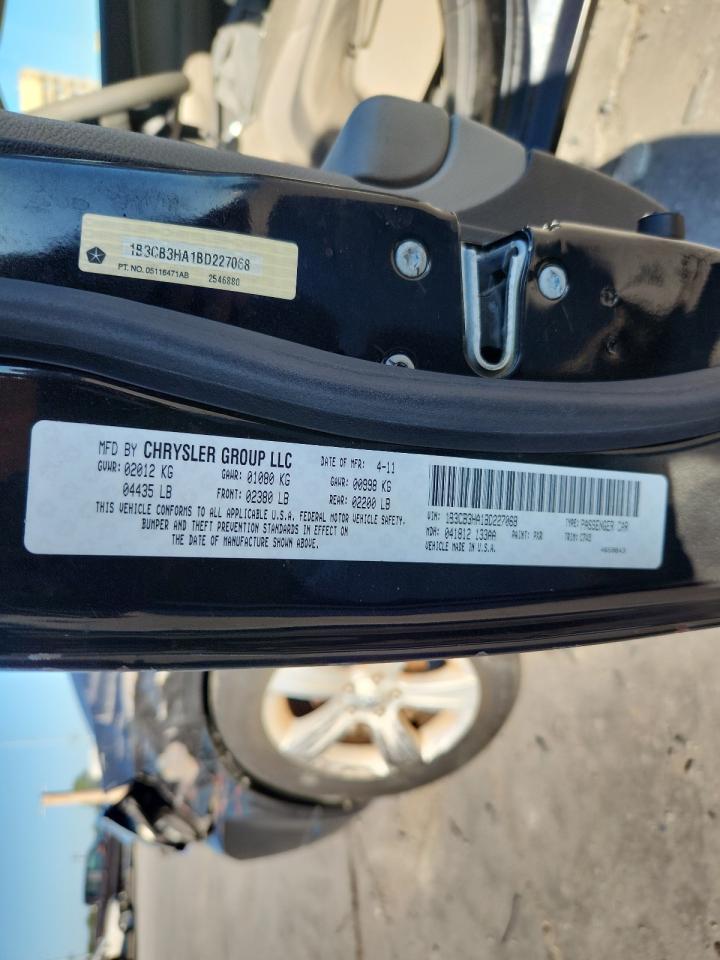 1B3CB3HA1BD227068
PT. NO. 05116471AB 2546880
MFD BY CHRYSLER GROUP LLC DATE OF MFR: 4-11
GVWR: 02012 KG GAWR: 01080 KG GAWR: 00998 KG
04435 LB FRONT: 02380 LB REAR: 02200 LB
THIS VEHICLE CONFORMS TO ALL APPLICABLE U.S.A. FEDERAL MOTOR VEHICLE SAFETY,
BUMPER AND THEFT PREVENTION STANDARDS IN EFFECT ON
THE DATE OF MANUFACTURE SHOWN ABOVE.
VIN: 1B3CB3HA1BD227068 TYPE: PASSENGER CAR
MDH: 041812 133AA PAINT: PXR TRIM:
VEHICLE MADE IN U.S.A.